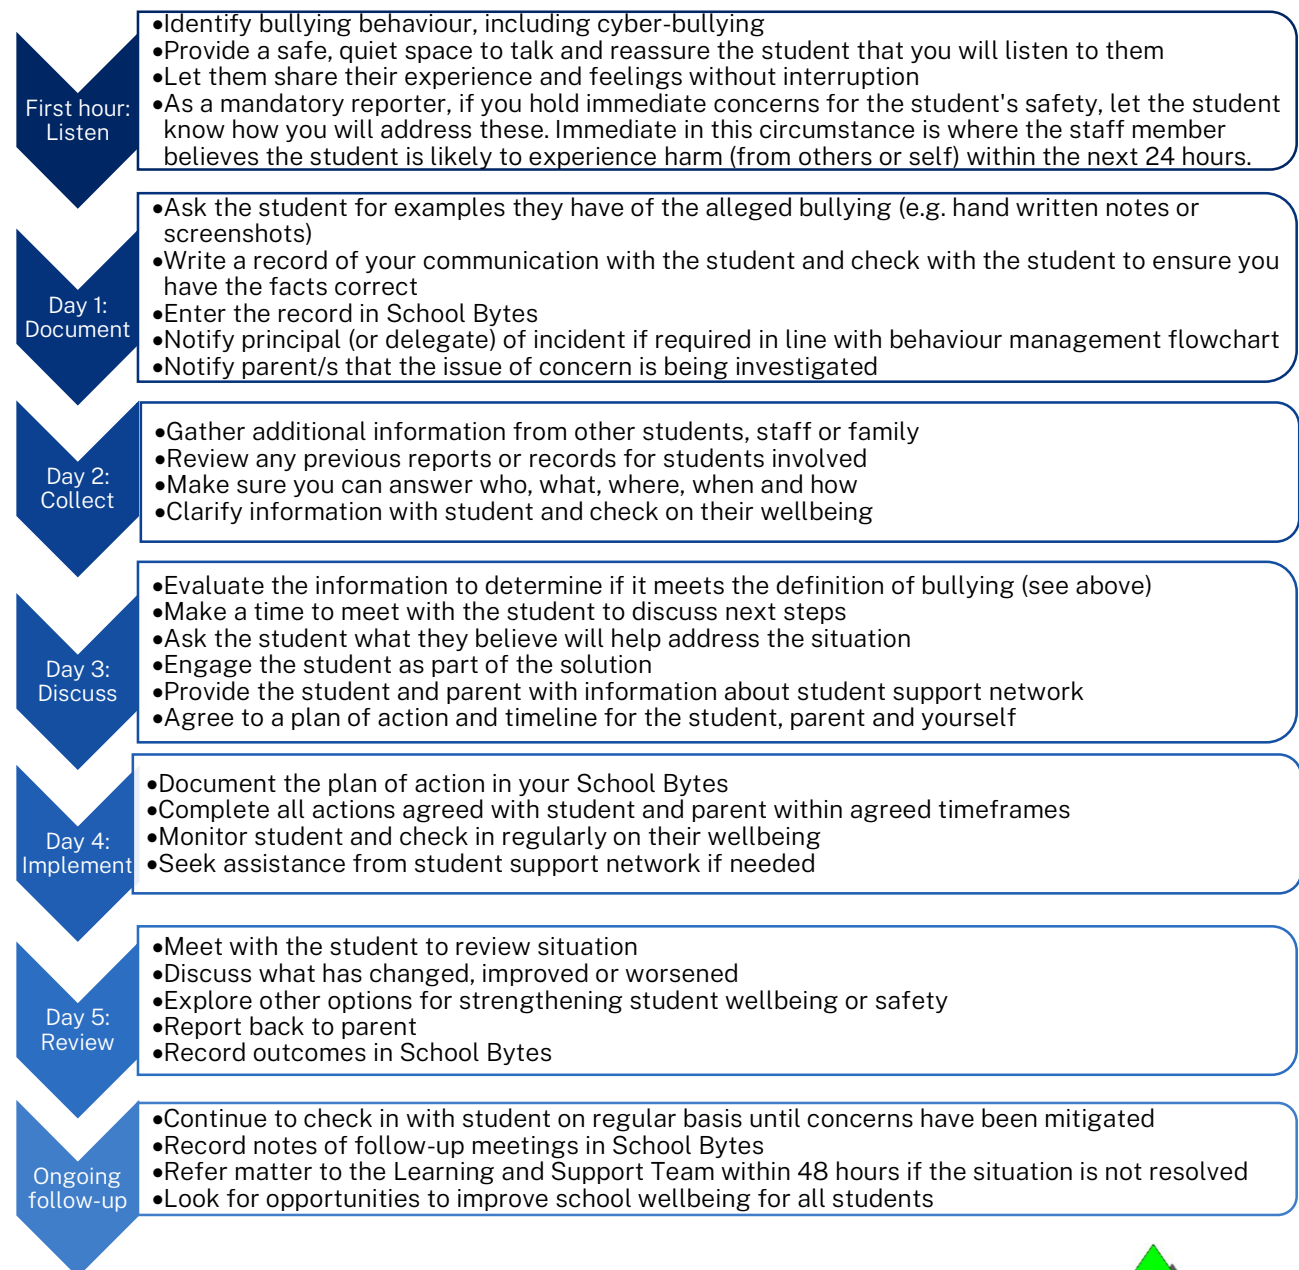 •Identify bullying behaviour, including cyber-bullying
•Provide a safe, quiet space to talk and reassure the student that you will listen to them
•Let them share their experience and feelings without interruption
•As a mandatory reporter, if you hold immediate concerns for the student's safety, let the student
know how you will address these. Immediate in this circumstance is where the staff member
believes the student is likely to experience harm (from others or self) within the next 24 hours.
First hour:
Listen
•Ask the student for examples they have of the alleged bullying (e.g. hand written notes or
screenshots)
•Write a record of your communication with the student and check with the student to ensure you
have the facts correct
•Enter the record in School Bytes
•Notify principal (or delegate) of incident if required in line with behaviour management flowchart
•Notify parent/s that the issue of concern is being investigated
Day 1:
Document
•Gather additional information from other students, staff or family
•Review any previous reports or records for students involved
•Make sure you can answer who, what, where, when and how
•Clarify information with student and check on their wellbeing
Day 2:
Collect
•Evaluate the information to determine if it meets the definition of bullying (see above)
•Make a time to meet with the student to discuss next steps
•Ask the student what they believe will help address the situation
•Engage the student as part of the solution
•Provide the student and parent with information about student support network
•Agree to a plan of action and timeline for the student, parent and yourself
Day 3:
Discuss
•Document the plan of action in your School Bytes
•Complete all actions agreed with student and parent within agreed timeframes
•Monitor student and check in regularly on their wellbeing
•Seek assistance from student support network if needed
Day 4:
Implement
•Meet with the student to review situation
•Discuss what has changed, improved or worsened
•Explore other options for strengthening student wellbeing or safety
•Report back to parent
•Record outcomes in School Bytes
Day 5:
Review
•Continue to check in with student on regular basis until concerns have been mitigated
•Record notes of follow-up meetings in School Bytes
•Refer matter to the Learning and Support Team within 48 hours if the situation is not resolved
•Look for opportunities to improve school wellbeing for all students
Ongoing
follow-up